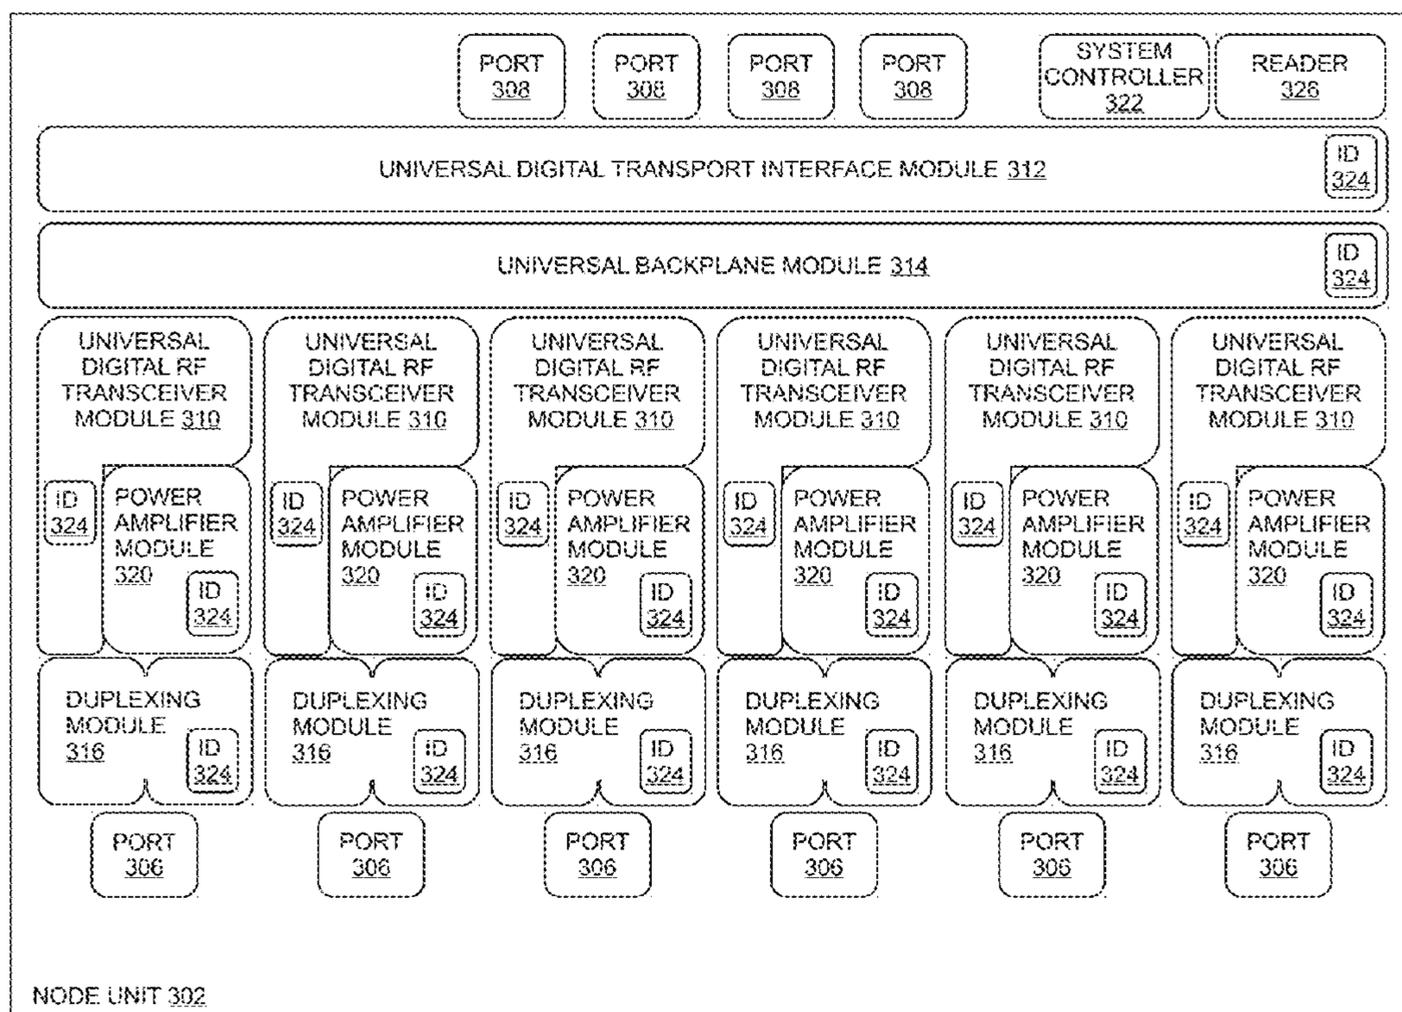 PORT
308
PORT
308
PORT
308
PORT
308
SYSTEM
CONTROLLER
322
READER
326
UNIVERSAL DIGITAL TRANSPORT INTERFACE MODULE 312
ID
324
UNIVERSAL BACKPLANE MODULE 314
ID
324
UNIVERSAL
DIGITAL RF
TRANSCEIVER
MODULE 310
ID
324
POWER
AMPLIFIER
MODULE
320
ID
324
UNIVERSAL
DIGITAL RF
TRANSCEIVER
MODULE 310
ID
324
POWER
AMPLIFIER
MODULE
320
ID
324
UNIVERSAL
DIGITAL RF
TRANSCEIVER
MODULE 310
ID
324
POWER
AMPLIFIER
MODULE
320
ID
324
UNIVERSAL
DIGITAL RF
TRANSCEIVER
MODULE 310
ID
324
POWER
AMPLIFIER
MODULE
320
ID
324
UNIVERSAL
DIGITAL RF
TRANSCEIVER
MODULE 310
ID
324
POWER
AMPLIFIER
MODULE
320
ID
324
UNIVERSAL
DIGITAL RF
TRANSCEIVER
MODULE 310
ID
324
POWER
AMPLIFIER
MODULE
320
ID
324
DUPLEXING
MODULE
316
ID
324
DUPLEXING
MODULE
316
ID
324
DUPLEXING
MODULE
316
ID
324
DUPLEXING
MODULE
316
ID
324
DUPLEXING
MODULE
316
ID
324
DUPLEXING
MODULE
316
ID
324
PORT
306
PORT
306
PORT
306
PORT
306
PORT
306
PORT
306
NODE UNIT 302